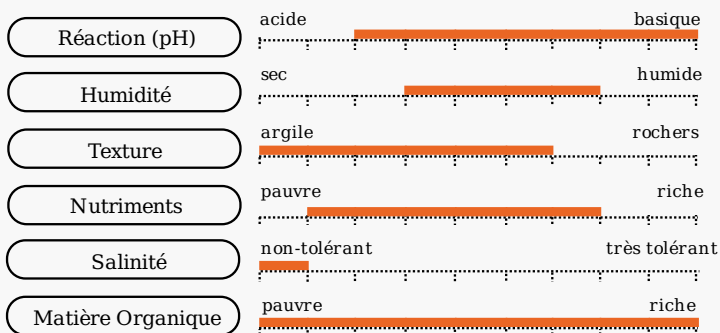 acide basique
Réaction (pH)
sec humide
Humidité
argile rochers
Texture
pauvre riche
Nutriments
non-tolérant très tolérant
Salinité
pauvre riche
Matière Organique